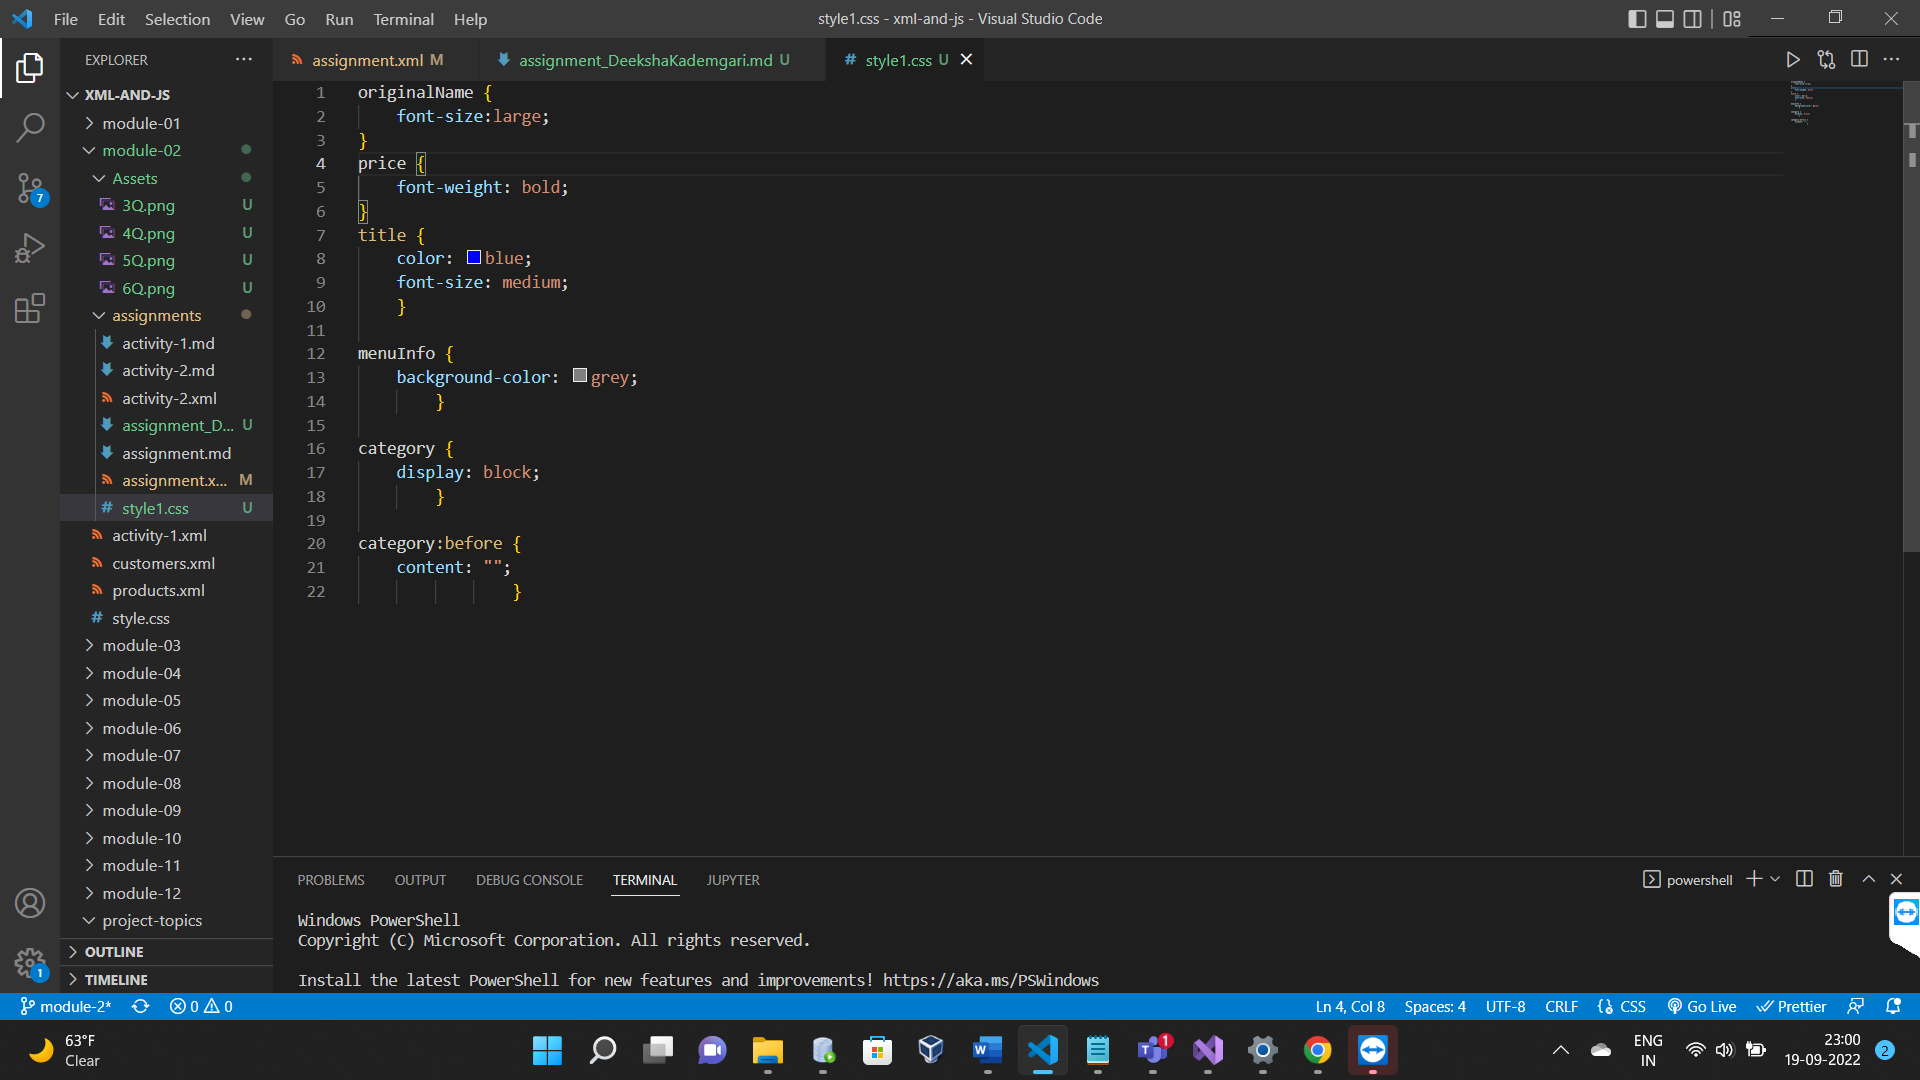 File Edit Selection View Go Run Terminal Help
style1.css - xml-and-js - Visual Studio Code
EXPLORER
XML-AND-JS
module-01
module-02
Assets
3Q.png U
4Q.png U
5Q.png U
6Q.png U
assignments
activity-1.md
activity-2.md
activity-2.xml
assignment_D... U
assignment.md
assignment.x... M
style1.css U
activity-1.xml
customers.xml
products.xml
style.css
module-03
module-04
module-05
module-06
module-07
module-08
module-09
module-10
module-11
module-12
project-topics
OUTLINE
TIMELINE
7
1
assignment.xml M
assignment_DeekshaKademgari.md U
style1.css U
1 originalName {
2 font-size:large;
3 }
4 price {
5 font-weight: bold;
6 }
7 title {
8 color: blue;
9 font-size: medium;
10 }
11
12 menuInfo {
13 background-color: grey;
14 }
15
16 category {
17 display: block;
18 }
19
20 category:before {
21 content: "";
22 }
PROBLEMS OUTPUT DEBUG CONSOLE TERMINAL JUPYTER
powershell
Windows PowerShell
Copyright (C) Microsoft Corporation. All rights reserved.
Install the latest PowerShell for new features and improvements! https://aka.ms/PSWindows
module-2* 0 0
Ln 4, Col 8 Spaces: 4 UTF-8 CRLF CSS Go Live Prettier
63°F
Clear
1
ENG
IN
23:00
19-09-2022
2